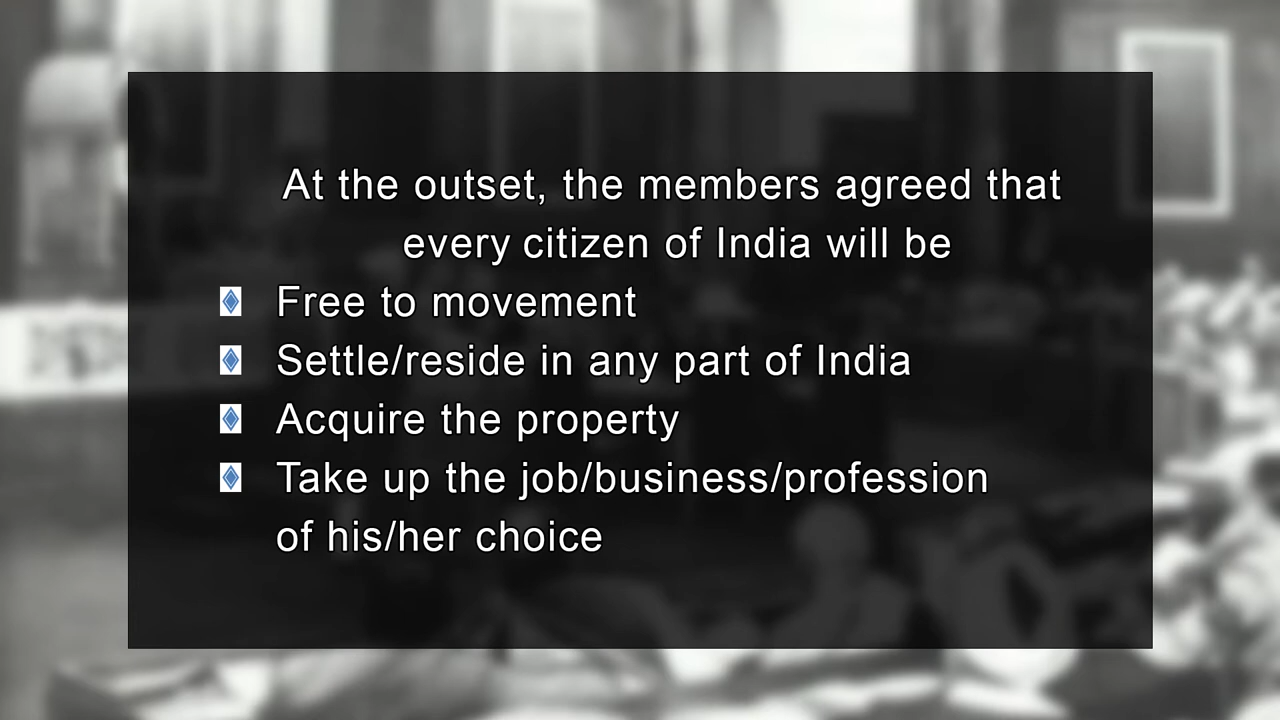 At the outset, the members agreed that
every citizen of India will be
Free to movement
Settle/reside in any part of India
Acquire the property
Take up the job/business/profession
of his/her choice